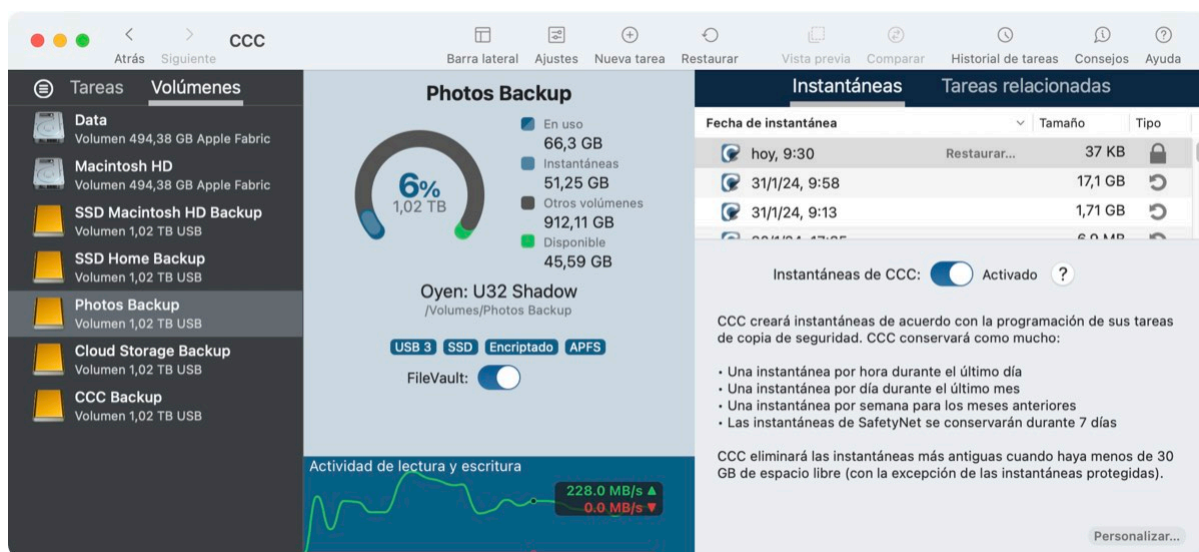 Atrás
Siguiente
CCC
Barra lateral
Ajustes
Nueva tarea
Restaurar
Vista previa
Comparar
Historial de tareas
Consejos
Ayuda
Tareas
Volúmenes
Data
Volumen 494,38 GB Apple Fabric
Macintosh HD
Volumen 494,38 GB Apple Fabric
SSD Macintosh HD Backup
Volumen 1,02 TB USB
SSD Home Backup
Volumen 1,02 TB USB
Photos Backup
Volumen 1,02 TB USB
Cloud Storage Backup
Volumen 1,02 TB USB
CCC Backup
Volumen 1,02 TB USB
Photos Backup
6%
1,02 TB
En uso
66,3 GB
Instantáneas
51,25 GB
Otros volúmenes
912,11 GB
Disponible
45,59 GB
Oyen: U32 Shadow
/Volumes/Photos Backup
USB 3 SSD Encriptado APFS
FileVault:
Actividad de lectura y escritura
228.0 MB/s
0.0 MB/s
Instantáneas
Tareas relacionadas
Fecha de instantánea Tamaño Tipo
hoy, 9:30 Restaurar... 37 KB
31/1/24, 9:58 17,1 GB
31/1/24, 9:13 1,71 GB
Instantáneas de CCC: Activado ?
CCC creará instantáneas de acuerdo con la programación de sus tareas
de copia de seguridad. CCC conservará como mucho:
• Una instantánea por hora durante el último día
• Una instantánea por día durante el último mes
• Una instantánea por semana para los meses anteriores
• Las instantáneas de SafetyNet se conservarán durante 7 días
CCC eliminará las instantáneas más antiguas cuando haya menos de 30
GB de espacio libre (con la excepción de las instantáneas protegidas).
Personalizar...